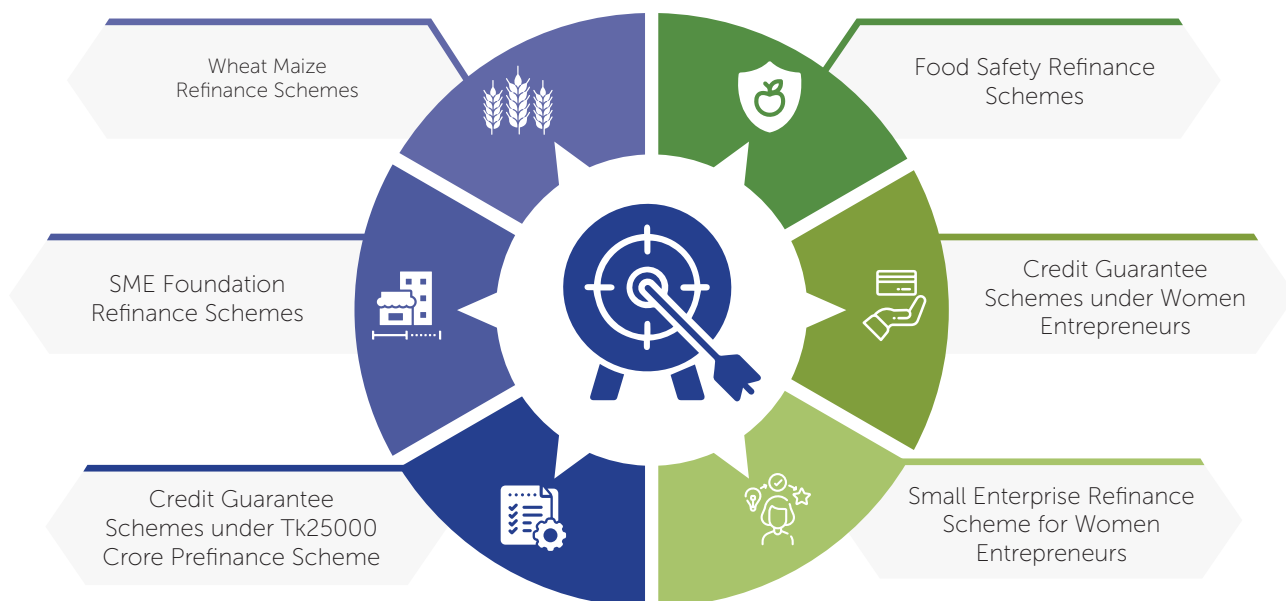 Wheat Maize
Refinance Schemes
Food Safety Refinance
Schemes
SME Foundation
Refinance Schemes
Credit Guarantee
Schemes under Women
Entrepreneurs
Credit Guarantee
Schemes under Tk25000
Crore Prefinance Scheme
Small Enterprise Refinance
Scheme for Women
Entrepreneurs